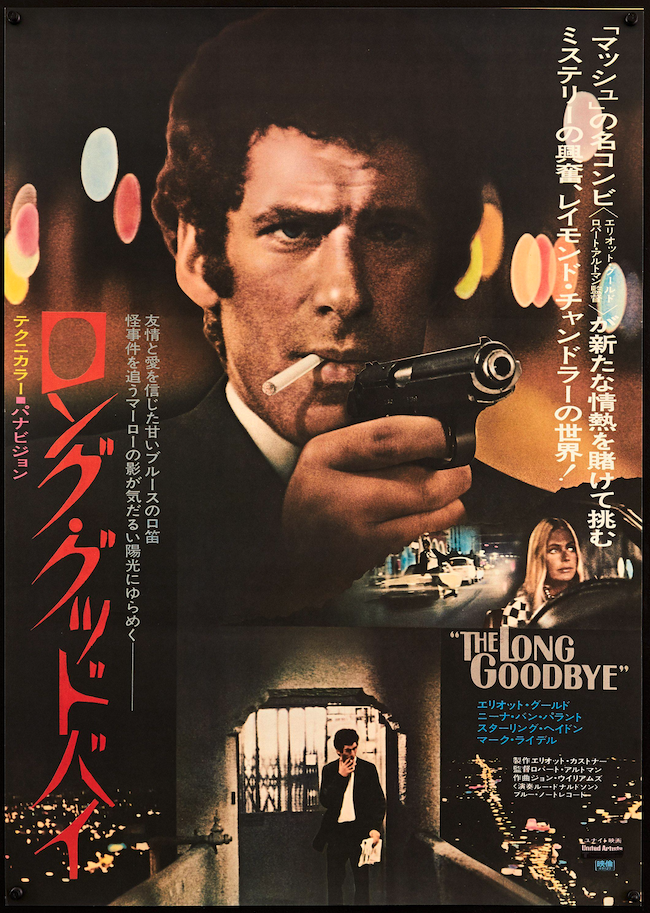 「マッシュ」の名コンビ〈エリオット・グールド ロバート・アルトマン監督〉が新たな情熱を賭けて挑む
ミステリーの興奮、レイモンド・チャンドラーの世界!
友情と愛を信じた甘いブルースの口笛
怪事件を追うマーローの影が気だるい陽光にゆらめく———
ロング・グッドバイ
テクニカラー■パナビジョン
“THE LONG
GOODBYE”
エリオット・グールド
ニーナ・バン・パラント
スターリング・ヘイドン
マーク・ライデル
製作エリオット・カストナー
監督ロバート・アルトマン
作曲ジョン・ウイリアムズ
〈演奏ルー・ドナルドソン〉
ブルー・ノートレコード
ユナイト映画
United Artists
映倫